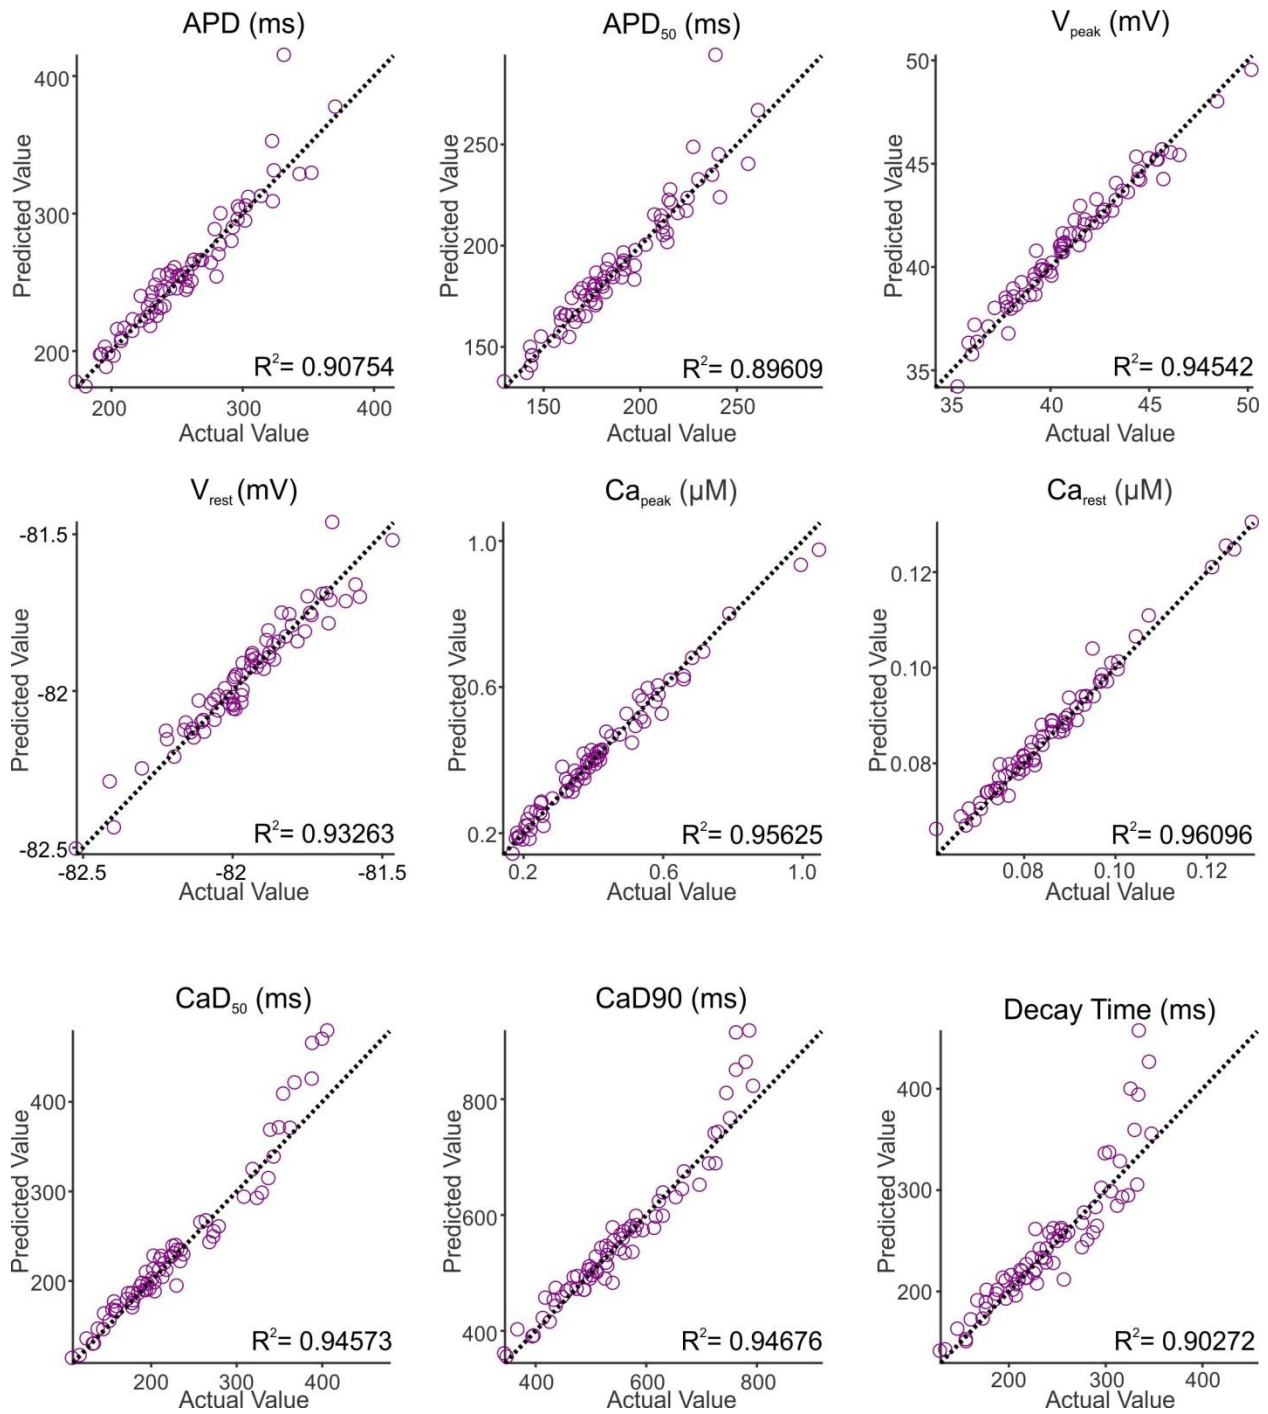 APD (ms)
400
300
200
Predicted Value
R²= 0.90754
200 300 400
Actual Value
APD₅₀ (ms)
250
200
150
Predicted Value
R²= 0.89609
150 200 250
Actual Value
Vpeak (mV)
50
45
40
35
Predicted Value
R²= 0.94542
35 40 45 50
Actual Value
Vrest (mV)
-81.5
-82
-82.5
Predicted Value
R²= 0.93263
-82.5 -82 -81.5
Actual Value
Capeak (µM)
1.0
0.6
0.2
Predicted Value
R²= 0.95625
0.2 0.6 1.0
Actual Value
Carest (µM)
0.12
0.10
0.08
Predicted Value
R²= 0.96096
0.08 0.10 0.12
Actual Value
CaD₅₀ (ms)
400
300
200
Predicted Value
R²= 0.94573
200 300 400
Actual Value
CaD90 (ms)
800
600
400
Predicted Value
R²= 0.94676
400 600 800
Actual Value
Decay Time (ms)
400
300
200
Predicted Value
R²= 0.90272
200 300 400
Actual Value